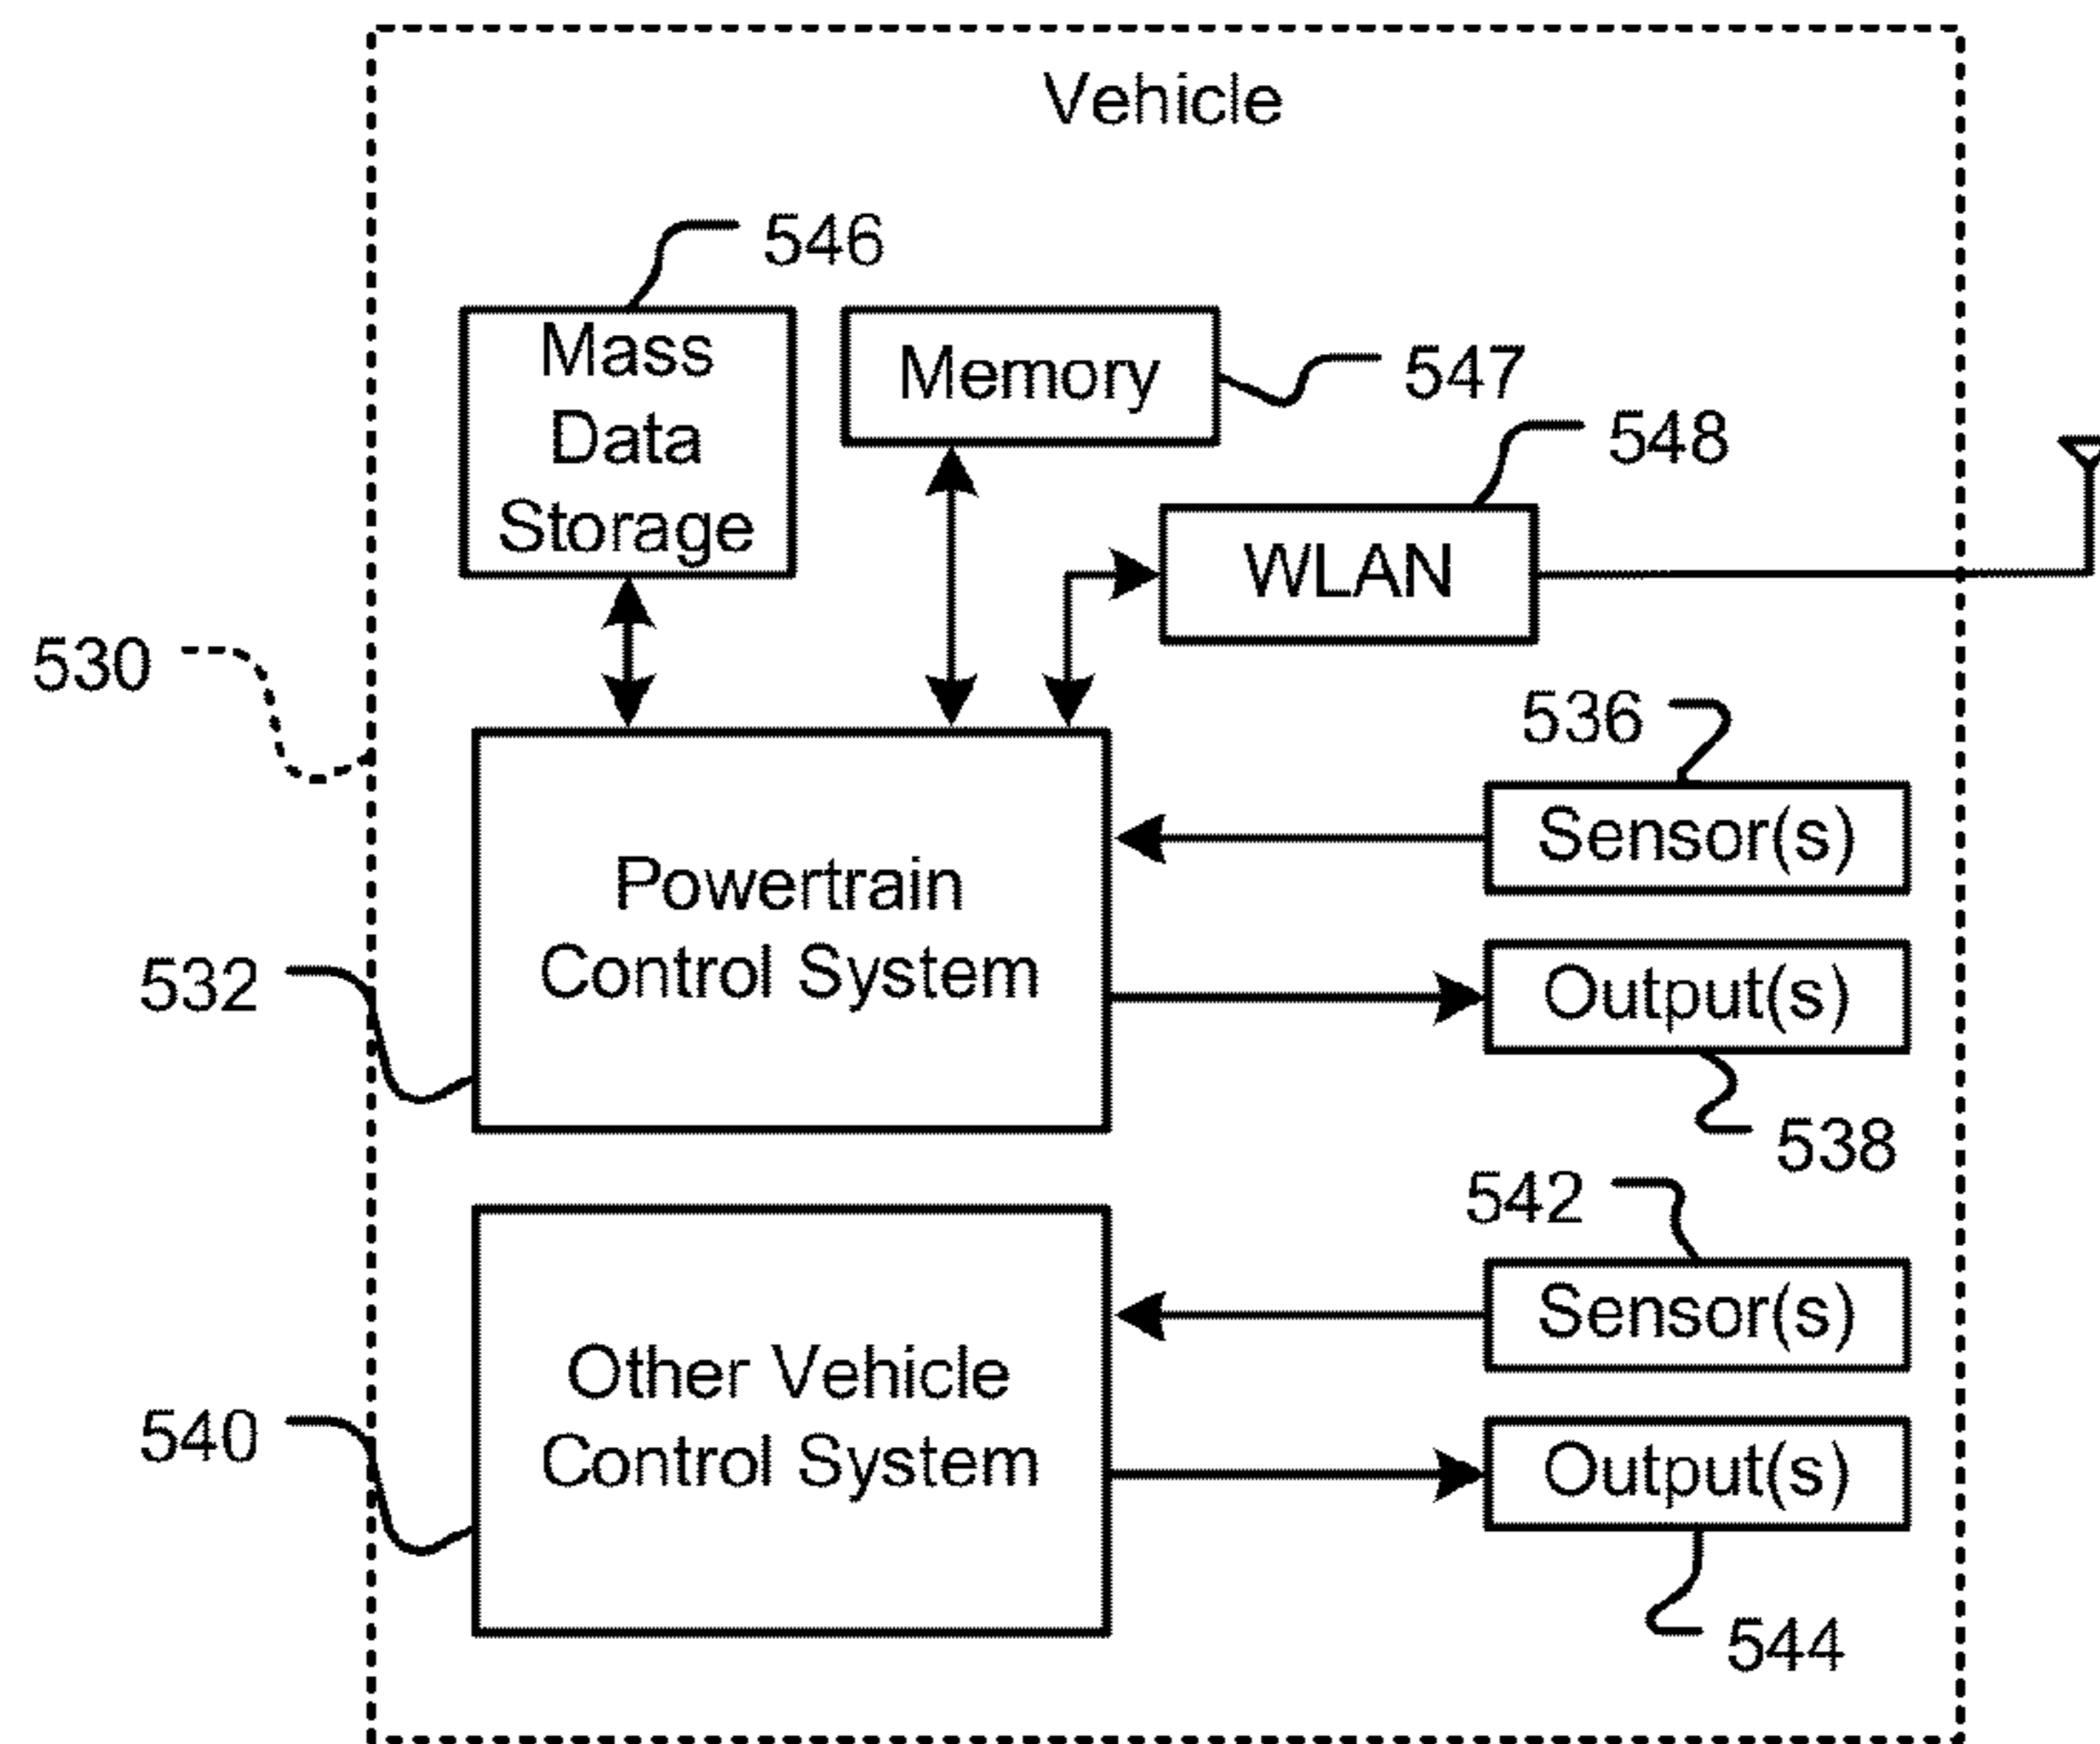 Vehicle
546
Mass
Data
Storage
Memory
547
548
WLAN
530
536
Sensor(s)
Powertrain
Control System
532
Output(s)
538
542
Sensor(s)
Other Vehicle
Control System
540
Output(s)
544